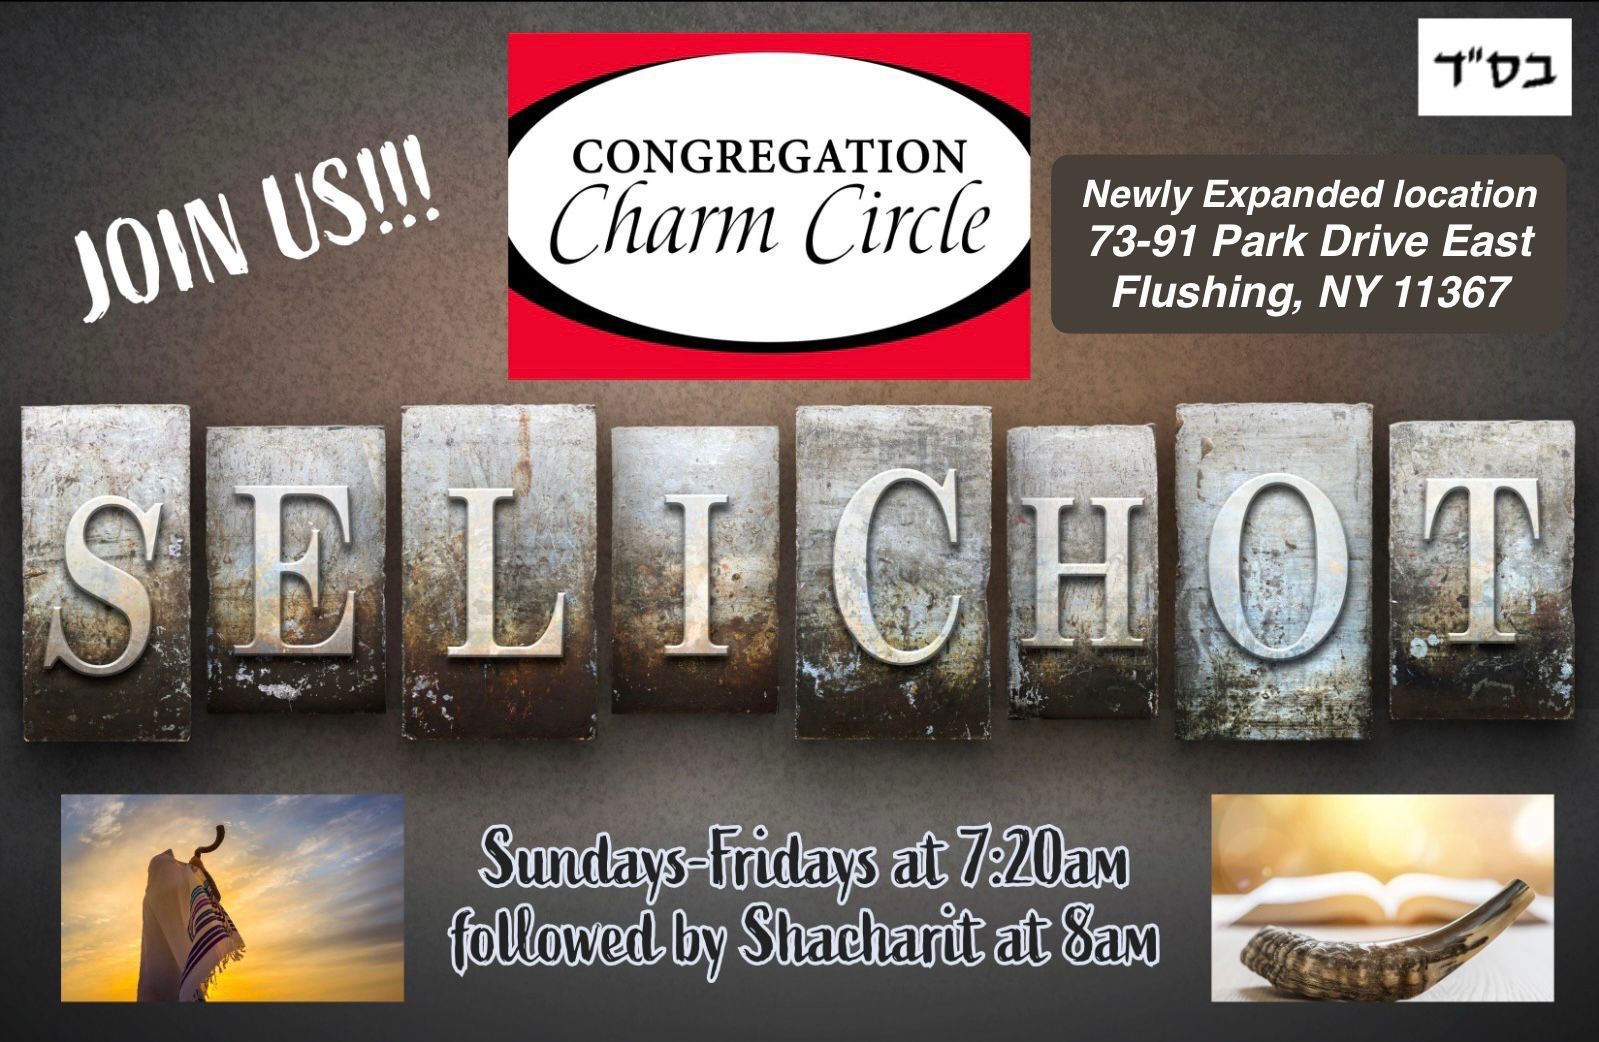 בס"ד
JOIN US!!!
CONGREGATION
Charm Circle
Newly Expanded location
73-91 Park Drive East
Flushing, NY 11367
SELICHOT
Sundays-Fridays at 7:20am
followed by Shacharit at 8am